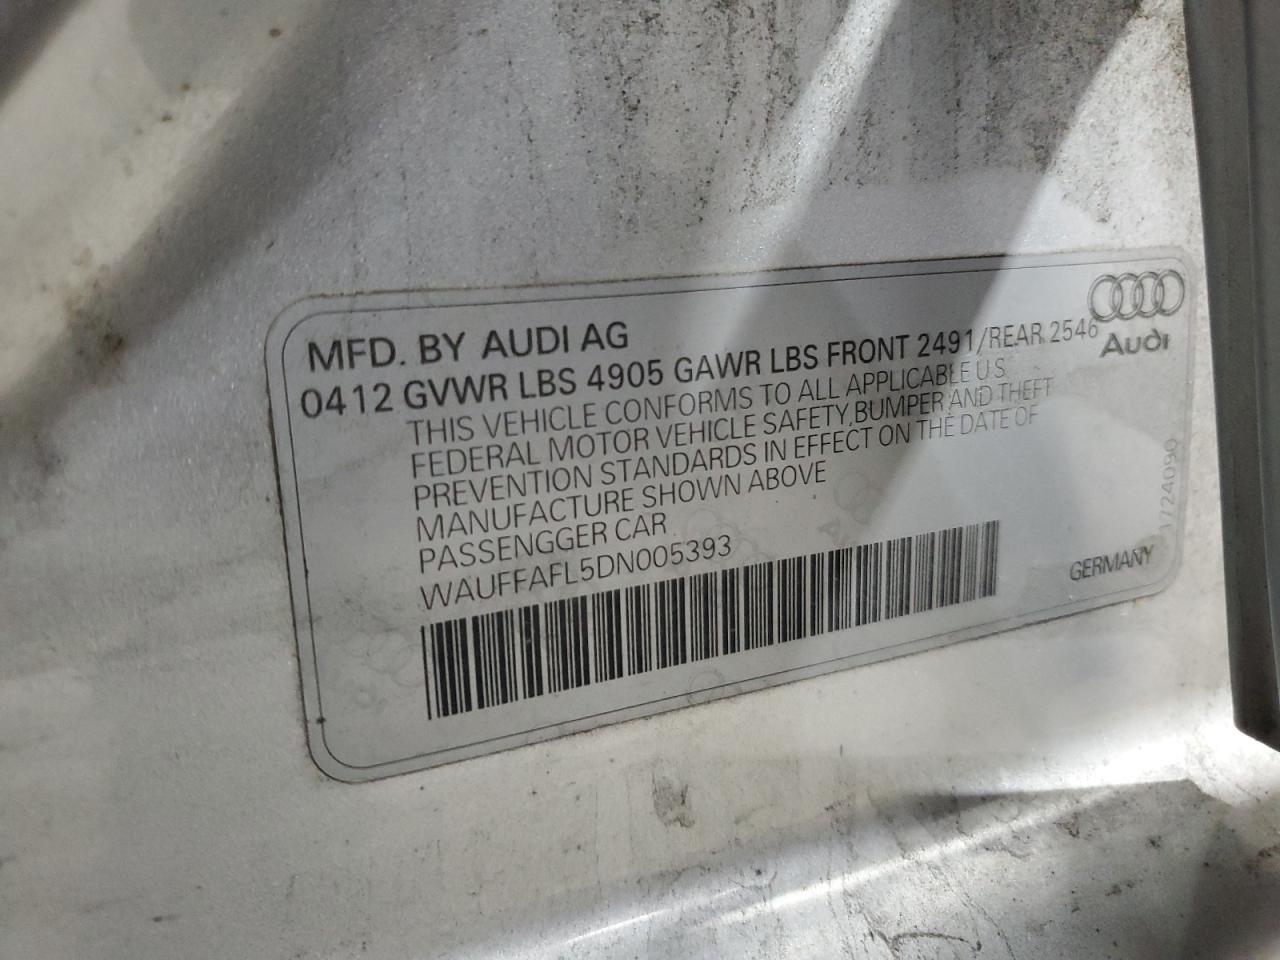 MFD. BY AUDI AG
0412 GVWR LBS 4905 GAWR LBS FRONT 2491/REAR 2546
Audi
THIS VEHICLE CONFORMS TO ALL APPLICABLE U.S.
FEDERAL MOTOR VEHICLE SAFETY, BUMPER, AND THEFT
PREVENTION STANDARDS IN EFFECT ON THE DATE OF
MANUFACTURE SHOWN ABOVE
PASSENGGER CAR
WAUFFAFL5DN005393
GERMANY
1724090